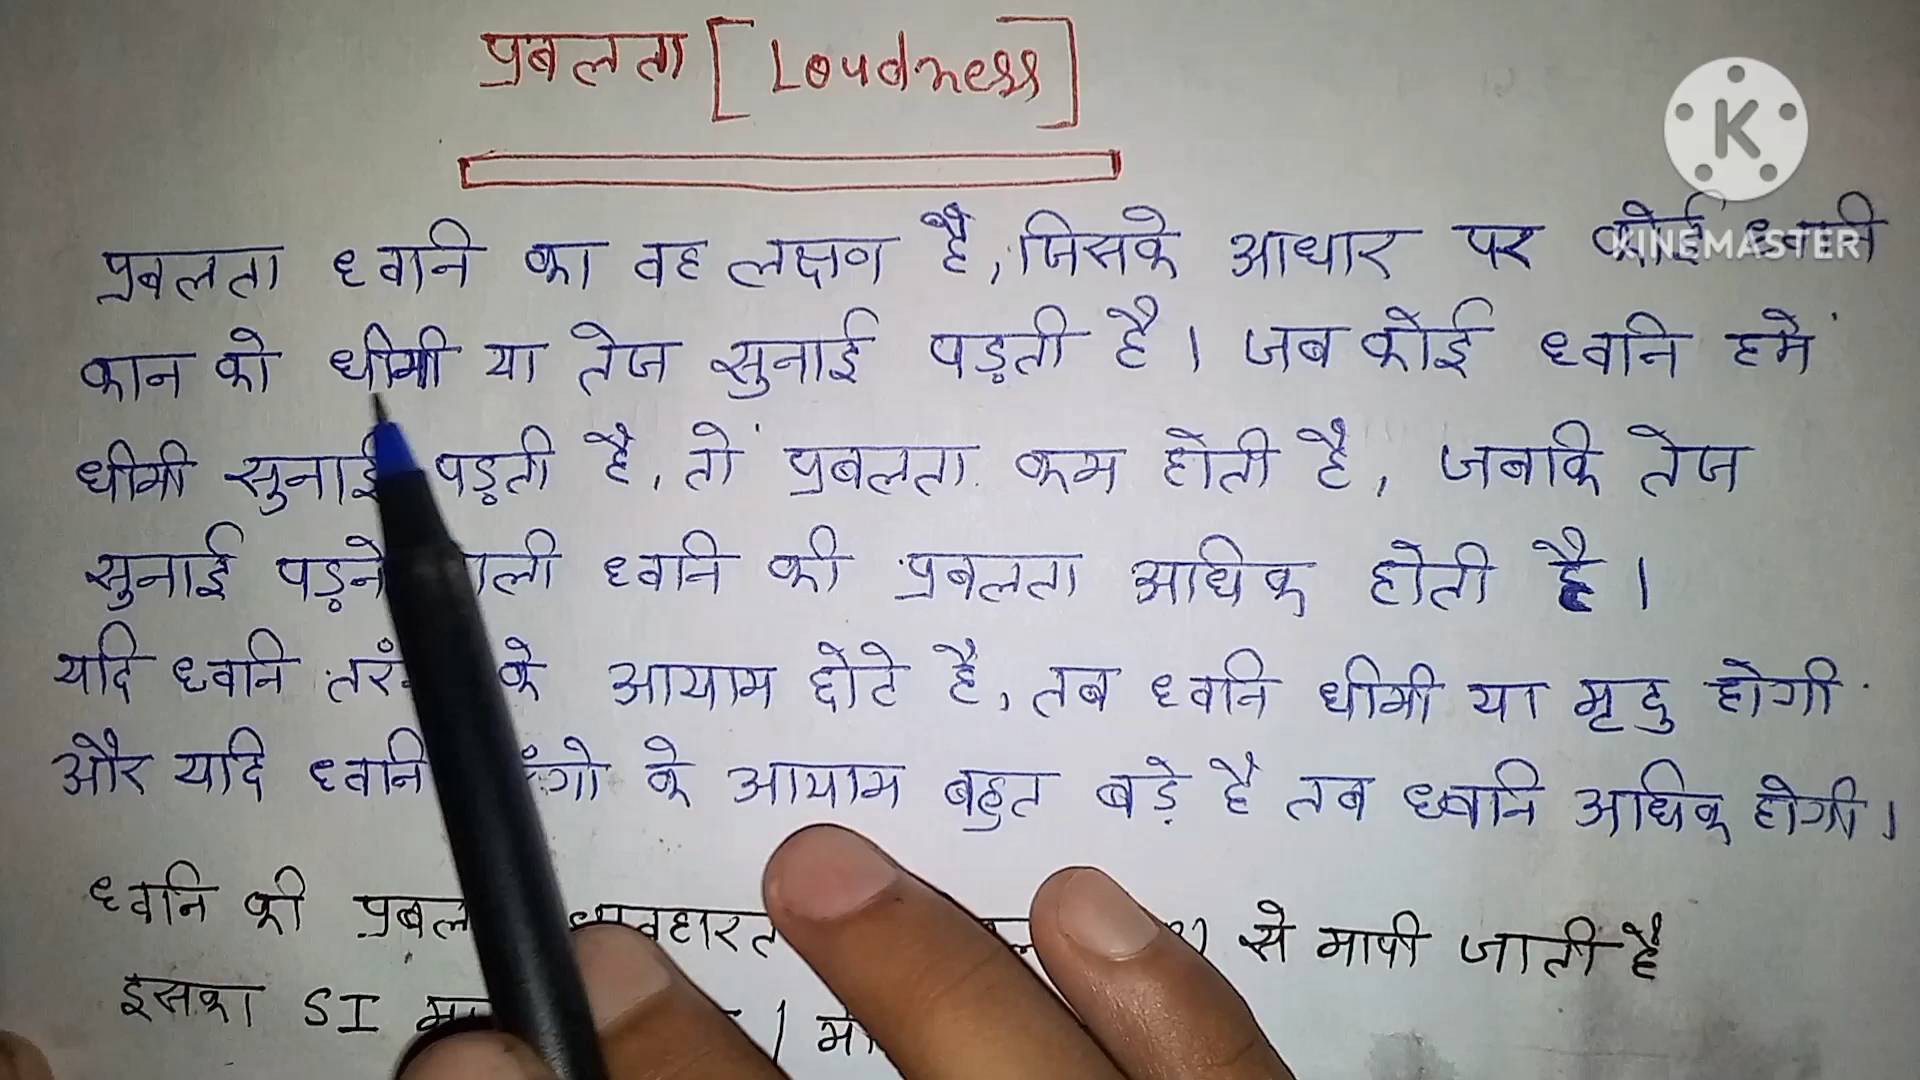 प्रबलता [Loudness]
K
KINEMASTER
प्रबलता ध्वनि का वह लक्षण है, जिसके आधार पर कोई ध्वनि
कान को धीमी या तेज सुनाई पड़ती है। जब कोई ध्वनि हमें
धीमी सुनाई पड़ती है, तो प्रबलता कम होती है, जबकि तेज
सुनाई पड़ने वाली ध्वनि की प्रबलता अधिक होती है।
यदि ध्वनि के आयाम छोटे है, तब ध्वनि धीमी या मृदु होगी
और यदि ध्वनि के आयाम बहुत बड़े है तब ध्वनि अधिक होगी।
ध्वनि की से मापी जाती है
इसका SI